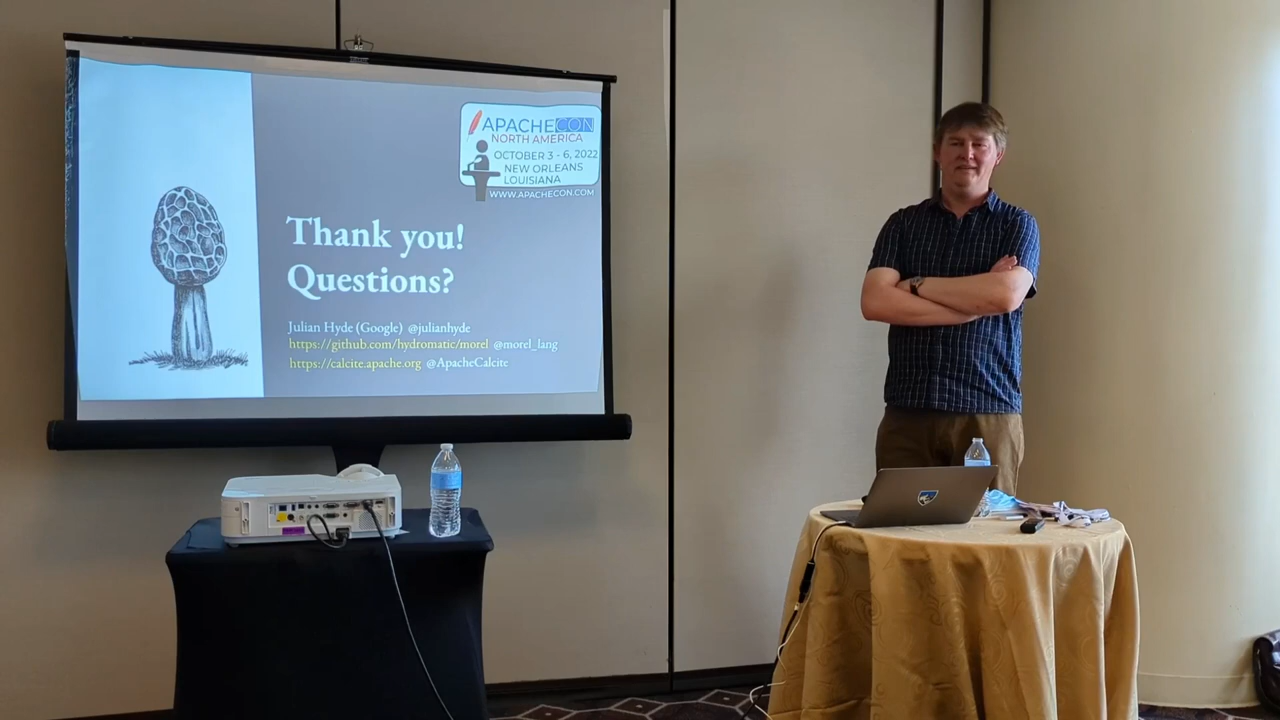 APACHECON
NORTH AMERICA
OCTOBER 3 - 6, 2022
NEW ORLEANS
LOUISIANA
WWW.APACHECON.COM
Thank you!
Questions?
Julian Hyde (Google) @julianhyde
https://github.com/hydromatic/morel @morel_lang
https://calcite.apache.org @ApacheCalcite